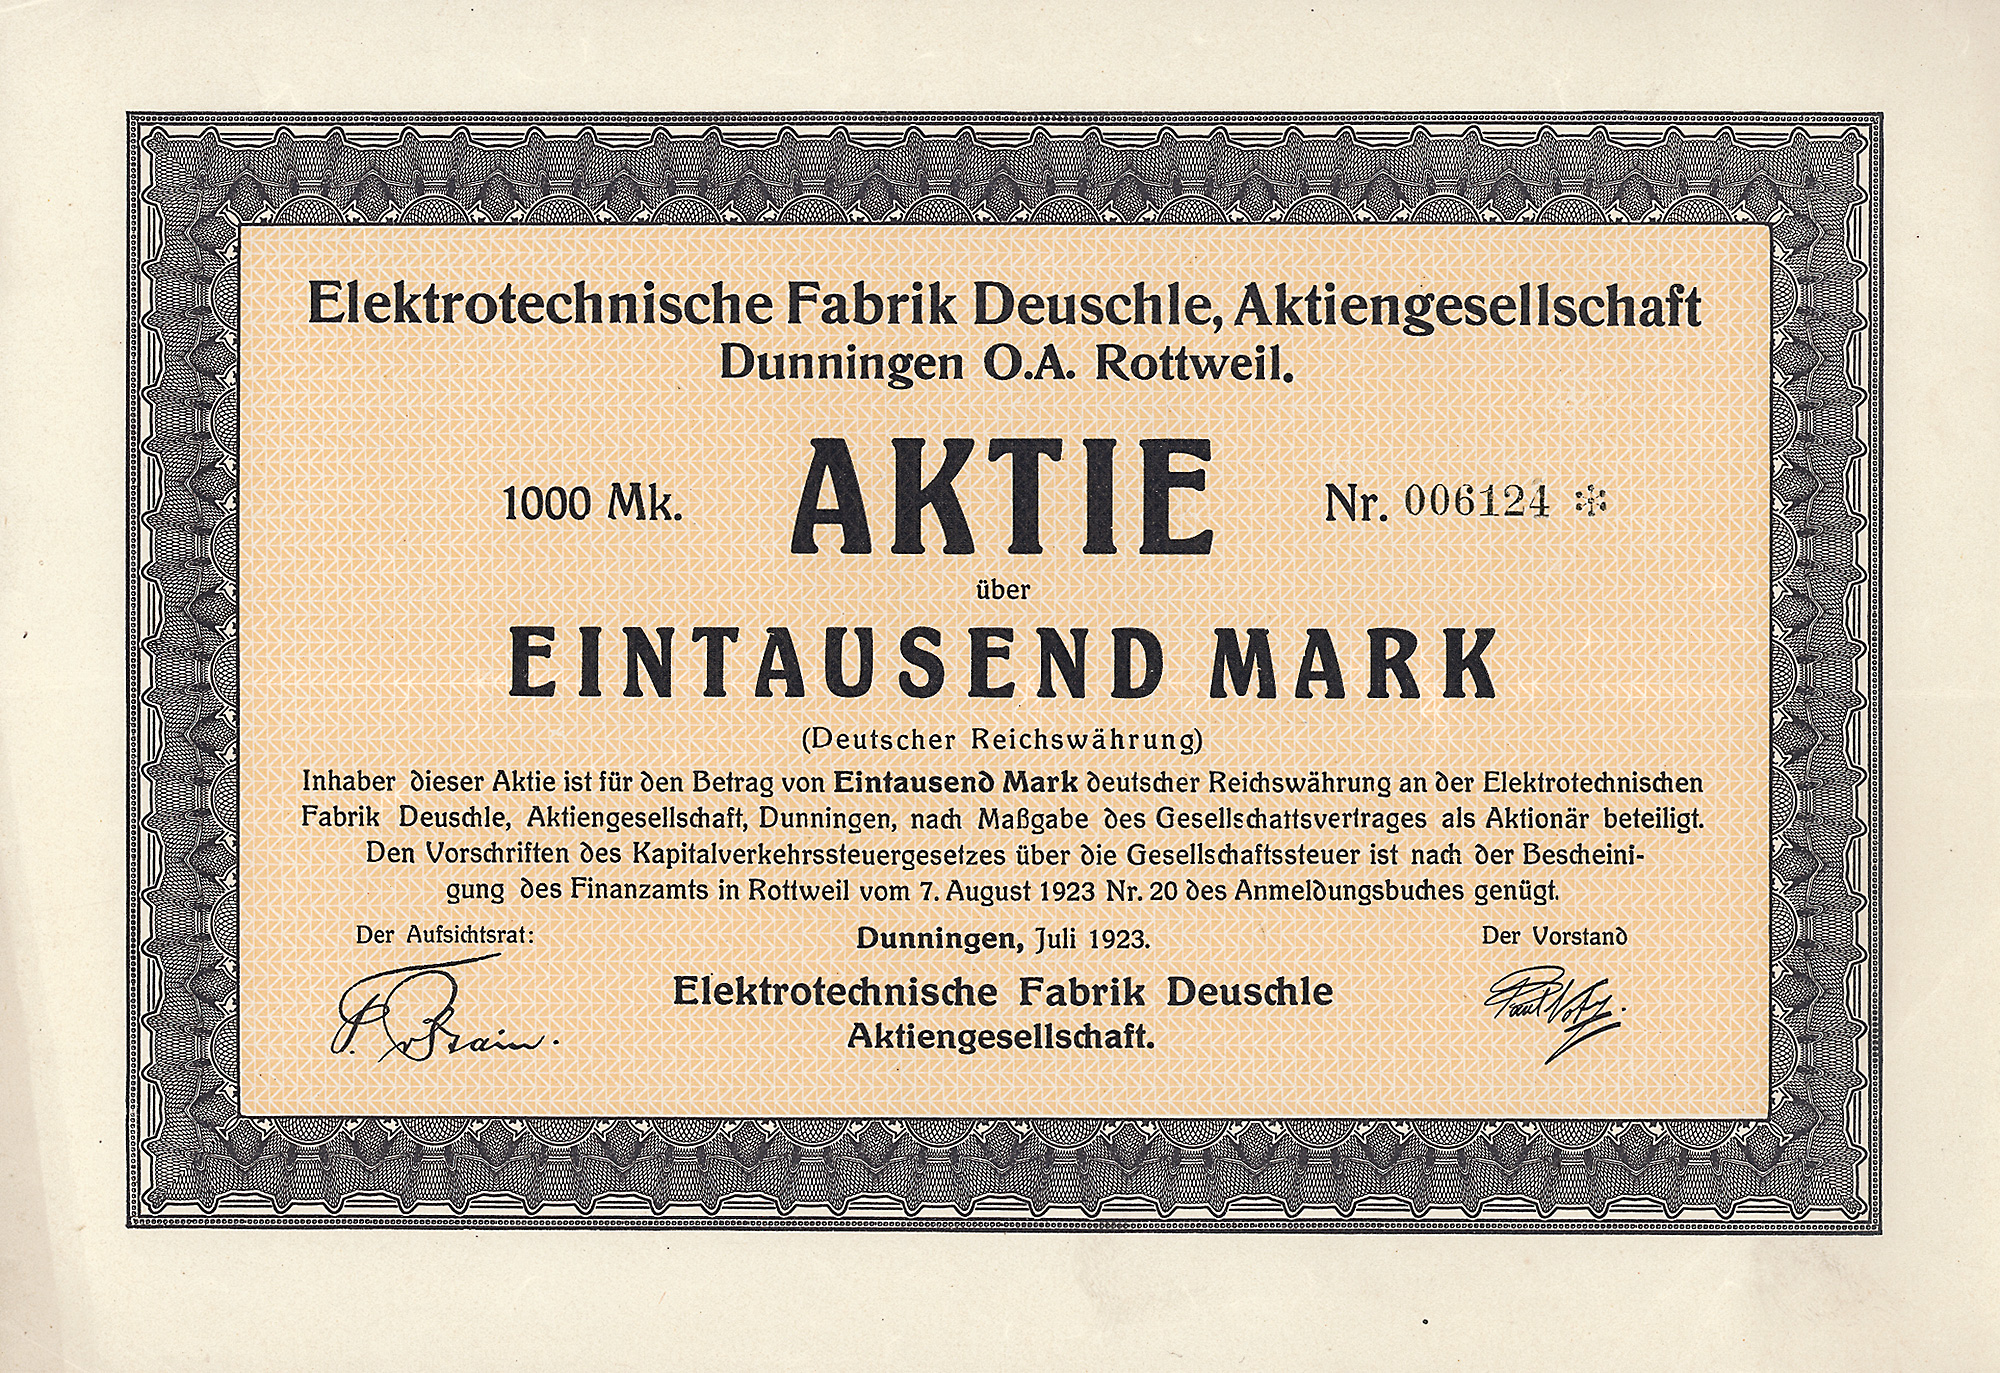 Elektrotechnische Fabrik Deuschle, Aktiengesellschaft
Dunningen O.A. Rottweil.
1000 Mk. AKTIE Nr. 006124 *
über
EINTAUSEND MARK
(Deutscher Reichswährung)
Inhaber dieser Aktie ist für den Betrag von Eintausend Mark deutscher Reichswährung an der Elektrotechnischen
Fabrik Deuschle, Aktiengesellschaft, Dunningen, nach Maßgabe des Gesellschattsvertrages als Aktionär beteiligt.
Den Vorschriften des Kapitalverkehrssteuergesetzes über die Gesellschaftssteuer ist nach der Bescheini-
gung des Finanzamts in Rottweil vom 7. August 1923 Nr. 20 des Anmeldungsbuches genügt.
Der Aufsichtsrat: Dunningen, Juli 1923. Der Vorstand
Elektrotechnische Fabrik Deuschle
Aktiengesellschaft.